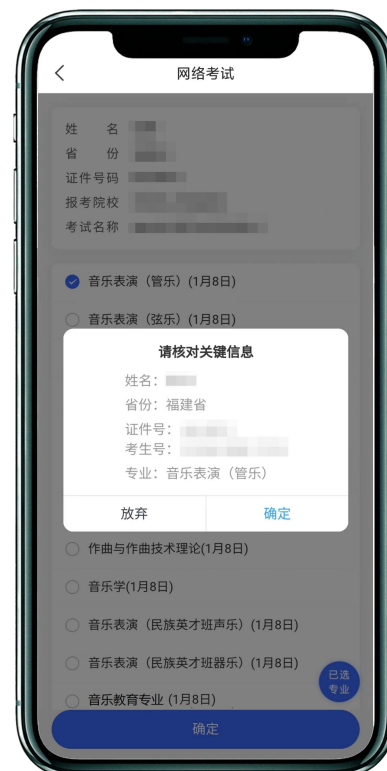 网络考试
姓 名
省 份
证件号码
报考院校
考试名称
音乐表演（管乐）(1月8日)
音乐表演（弦乐）(1月8日)
请核对关键信息
姓名：
省份：福建省
证件号：
考生号：
专业：音乐表演（管乐）
放弃
确定
作曲与作曲技术理论(1月8日)
音乐学(1月8日)
音乐表演（民族英才班声乐）(1月8日)
音乐表演（民族英才班器乐）(1月8日)
已选
专业
音乐教育专业 (1月8日)
确定